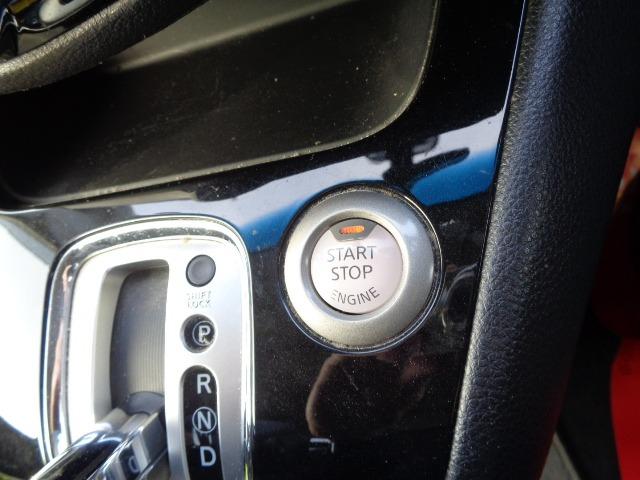 START
STOP
ENGINE
SHIFT
LOCK
P
R
N
D